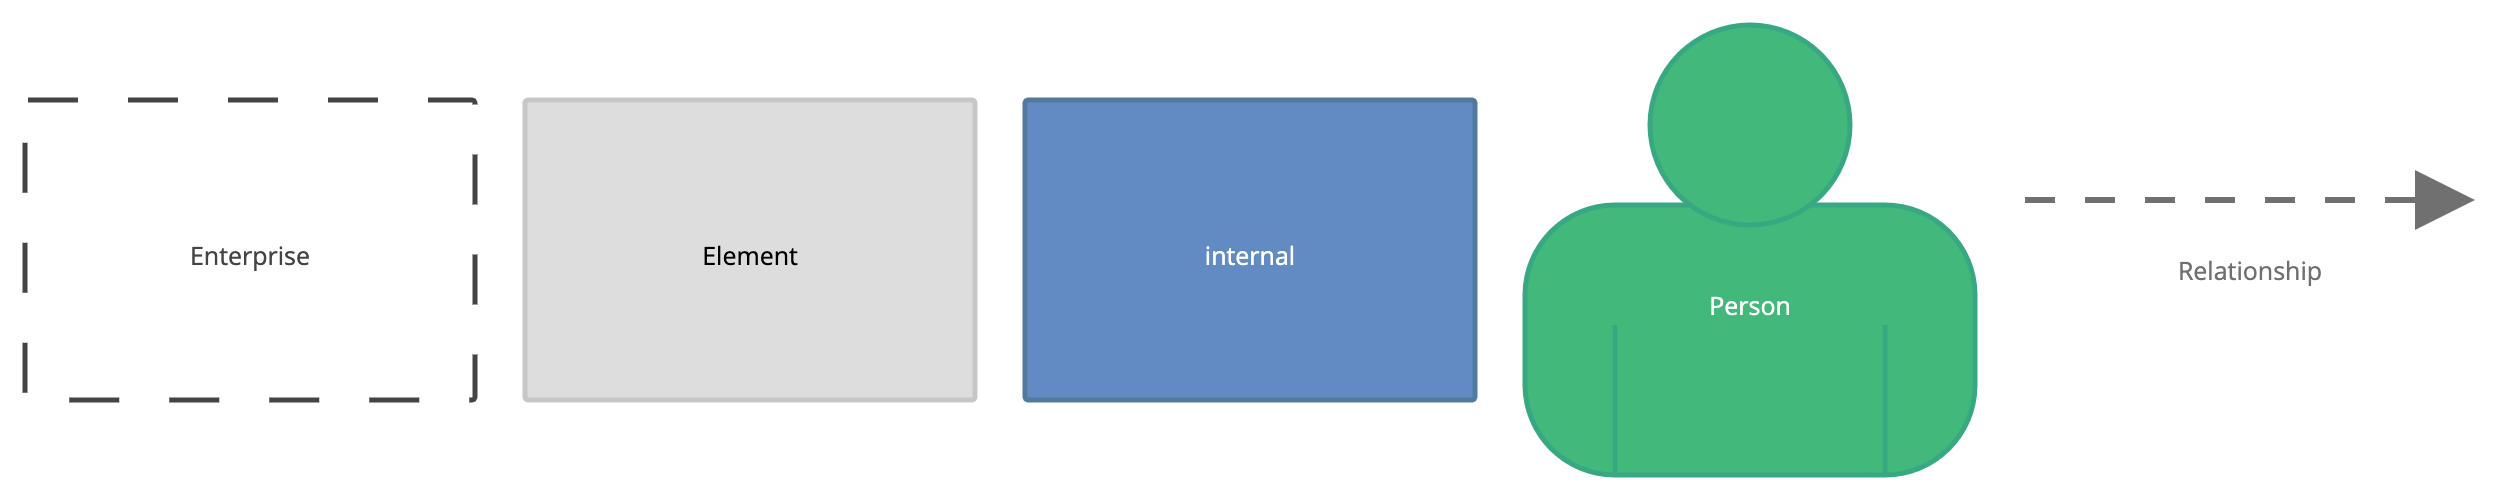 Enterprise
Element
internal
Person
Relationship